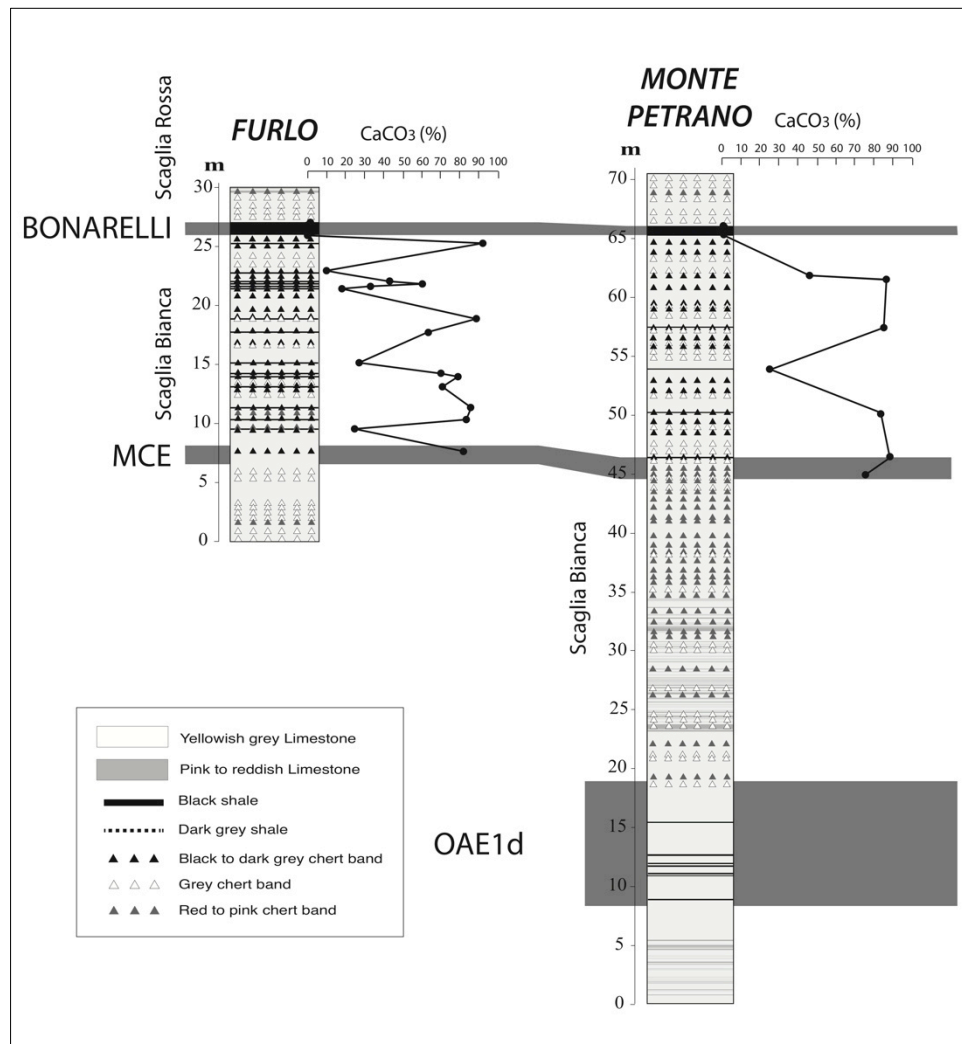 MONTE
PETRANO
FURLO
CaCO3 (%)
CaCO3 (%)
0 10 20 30 40 50 60 70 80 90 100
0 10 20 30 40 50 60 70 80 90 100
m
m
Scaglia Rossa
BONARELLI
Scaglia Bianca
MCE
30
25
20
15
10
5
0
70
65
60
55
50
45
40
35
30
25
20
15
10
5
0
Scaglia Bianca
OAE1d
Yellowish grey Limestone
Pink to reddish Limestone
Black shale
Dark grey shale
Black to dark grey chert band
Grey chert band
Red to pink chert band